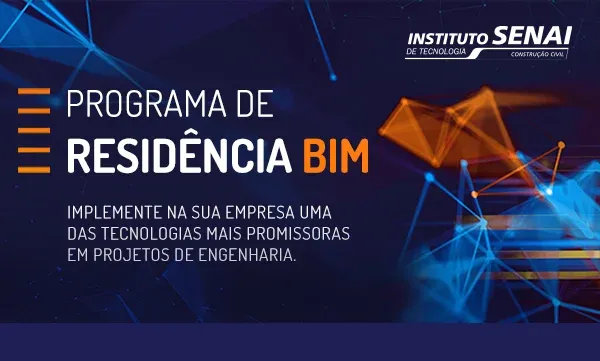 INSTITUTO SENAI
DE TECNOLOGIA
CONSTRUÇÃO CIVIL
PROGRAMA DE
RESIDÊNCIA BIM
IMPLEMENTE NA SUA EMPRESA UMA
DAS TECNOLOGIAS MAIS PROMISSORAS
EM PROJETOS DE ENGENHARIA.